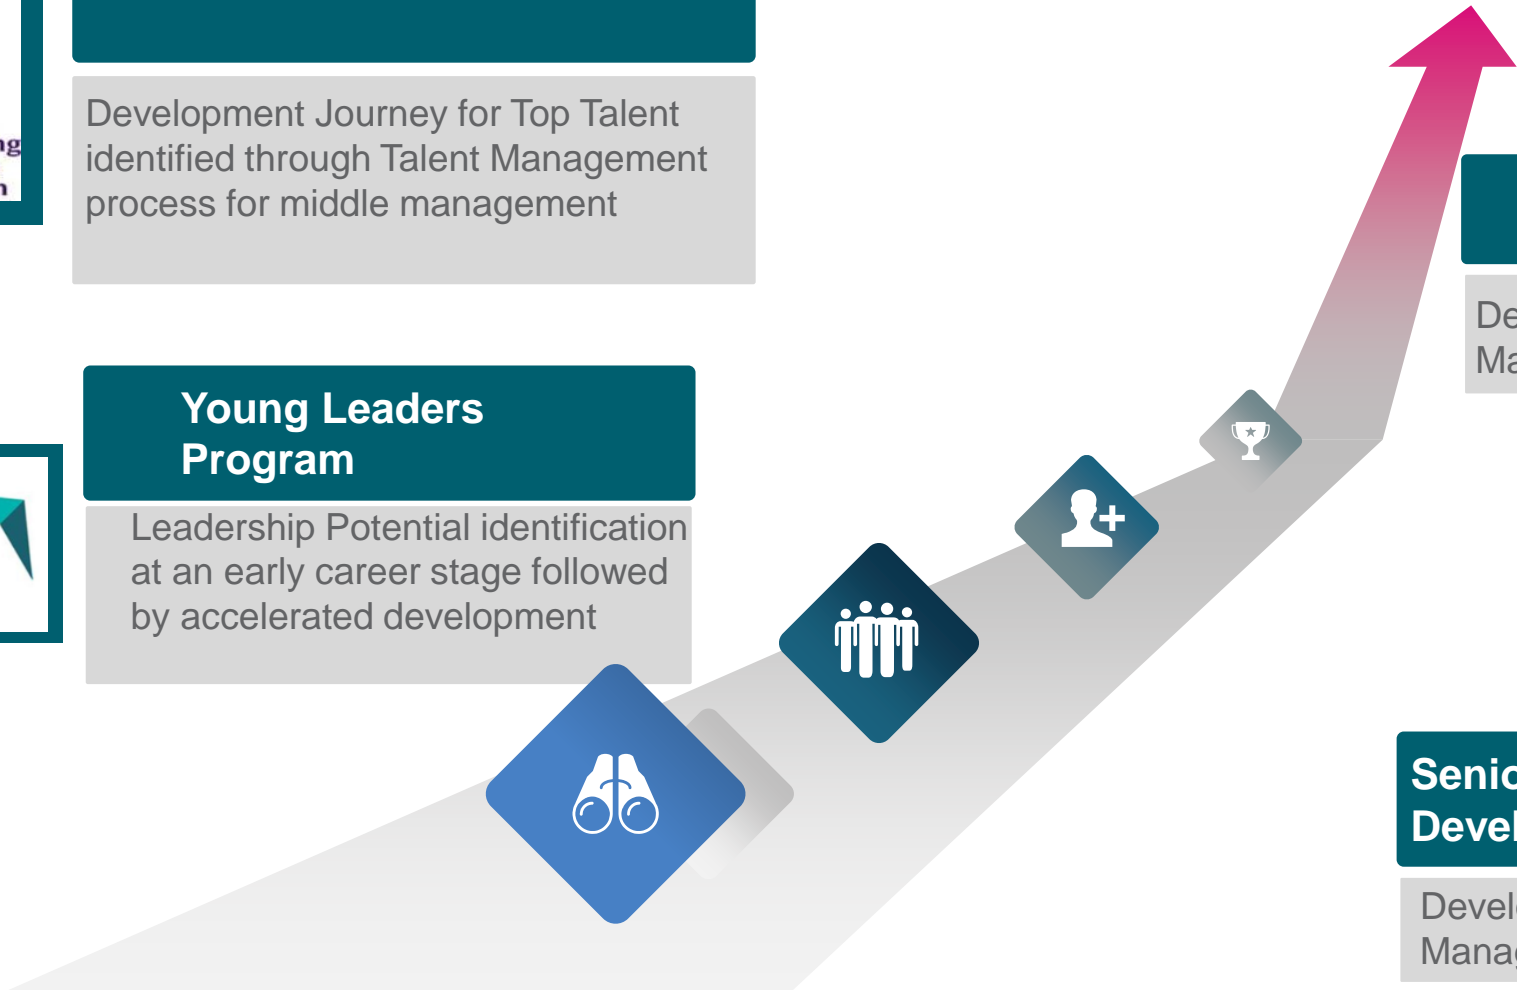 Development Journey for Top Talent
identified through Talent Management
process for middle management
Young Leaders
Program
Leadership Potential identification
at an early career stage followed
by accelerated development